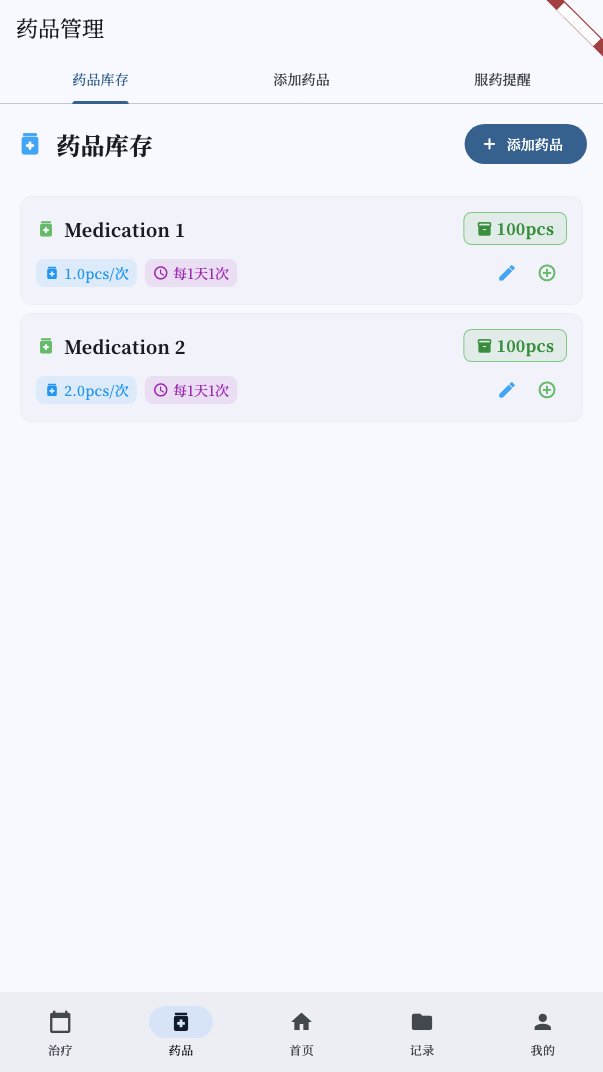 药品管理
药品库存
添加药品
服药提醒
药品库存
添加药品
Medication 1
100pcs
1.0pcs/次
每1天1次
Medication 2
100pcs
2.0pcs/次
每1天1次
治疗
药品
首页
记录
我的